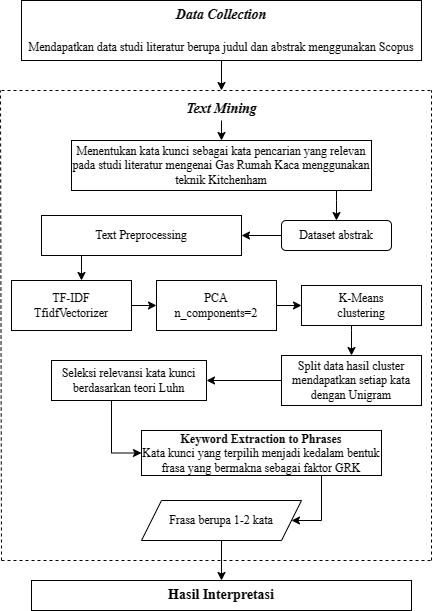 Data Collection
Mendapatkan data studi literatur berupa judul dan abstrak menggunakan Scopus
Text Mining
Menentukan kata kunci sebagai kata pencarian yang relevan
pada studi literatur mengenai Gas Rumah Kaca menggunakan
teknik Kitchenham
Dataset abstrak
Text Preprocessing
TF-IDF
TfidfVectorizer
PCA
n_components=2
K-Means
clustering
Split data hasil cluster
mendapatkan setiap kata
dengan Unigram
Seleksi relevansi kata kunci
berdasarkan teori Luhn
Keyword Extraction to Phrases
Kata kunci yang terpilih menjadi kedalam bentuk
frasa yang bermakna sebagai faktor GRK
Frasa berupa 1-2 kata
Hasil Interpretasi